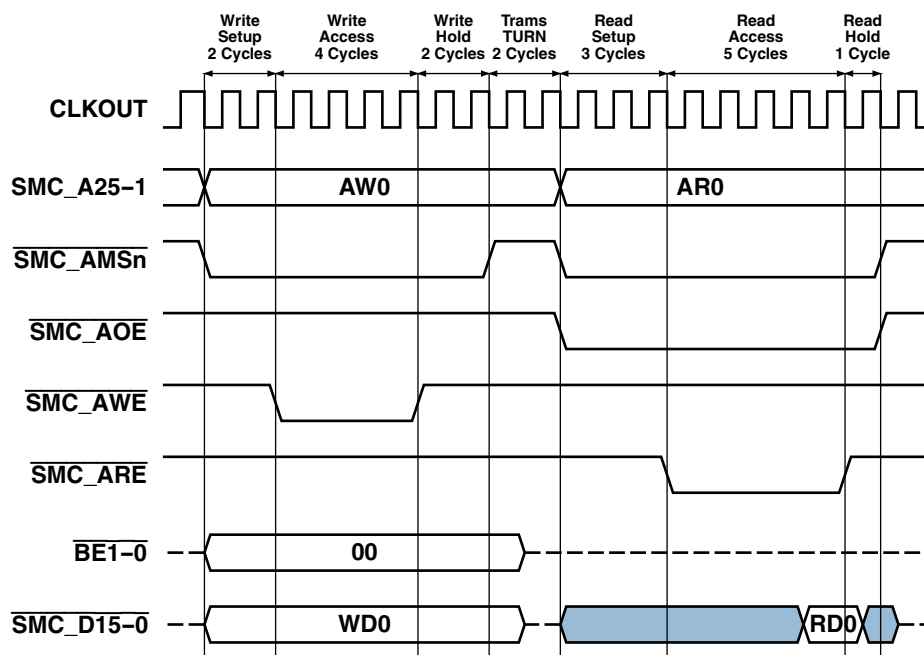 Write
Setup
2 Cycles
Write
Access
4 Cycles
Write
Hold
2 Cycles
Trams
TURN
2 Cycles
Read
Setup
3 Cycles
Read
Access
5 Cycles
Read
Hold
1 Cycle
CLKOUT
SMC_A25–1
AW0
AR0
SMC_AMSn
SMC_AOE
SMC_AWE
SMC_ARE
BE1–0
00
SMC_D15–0
WD0
RD0